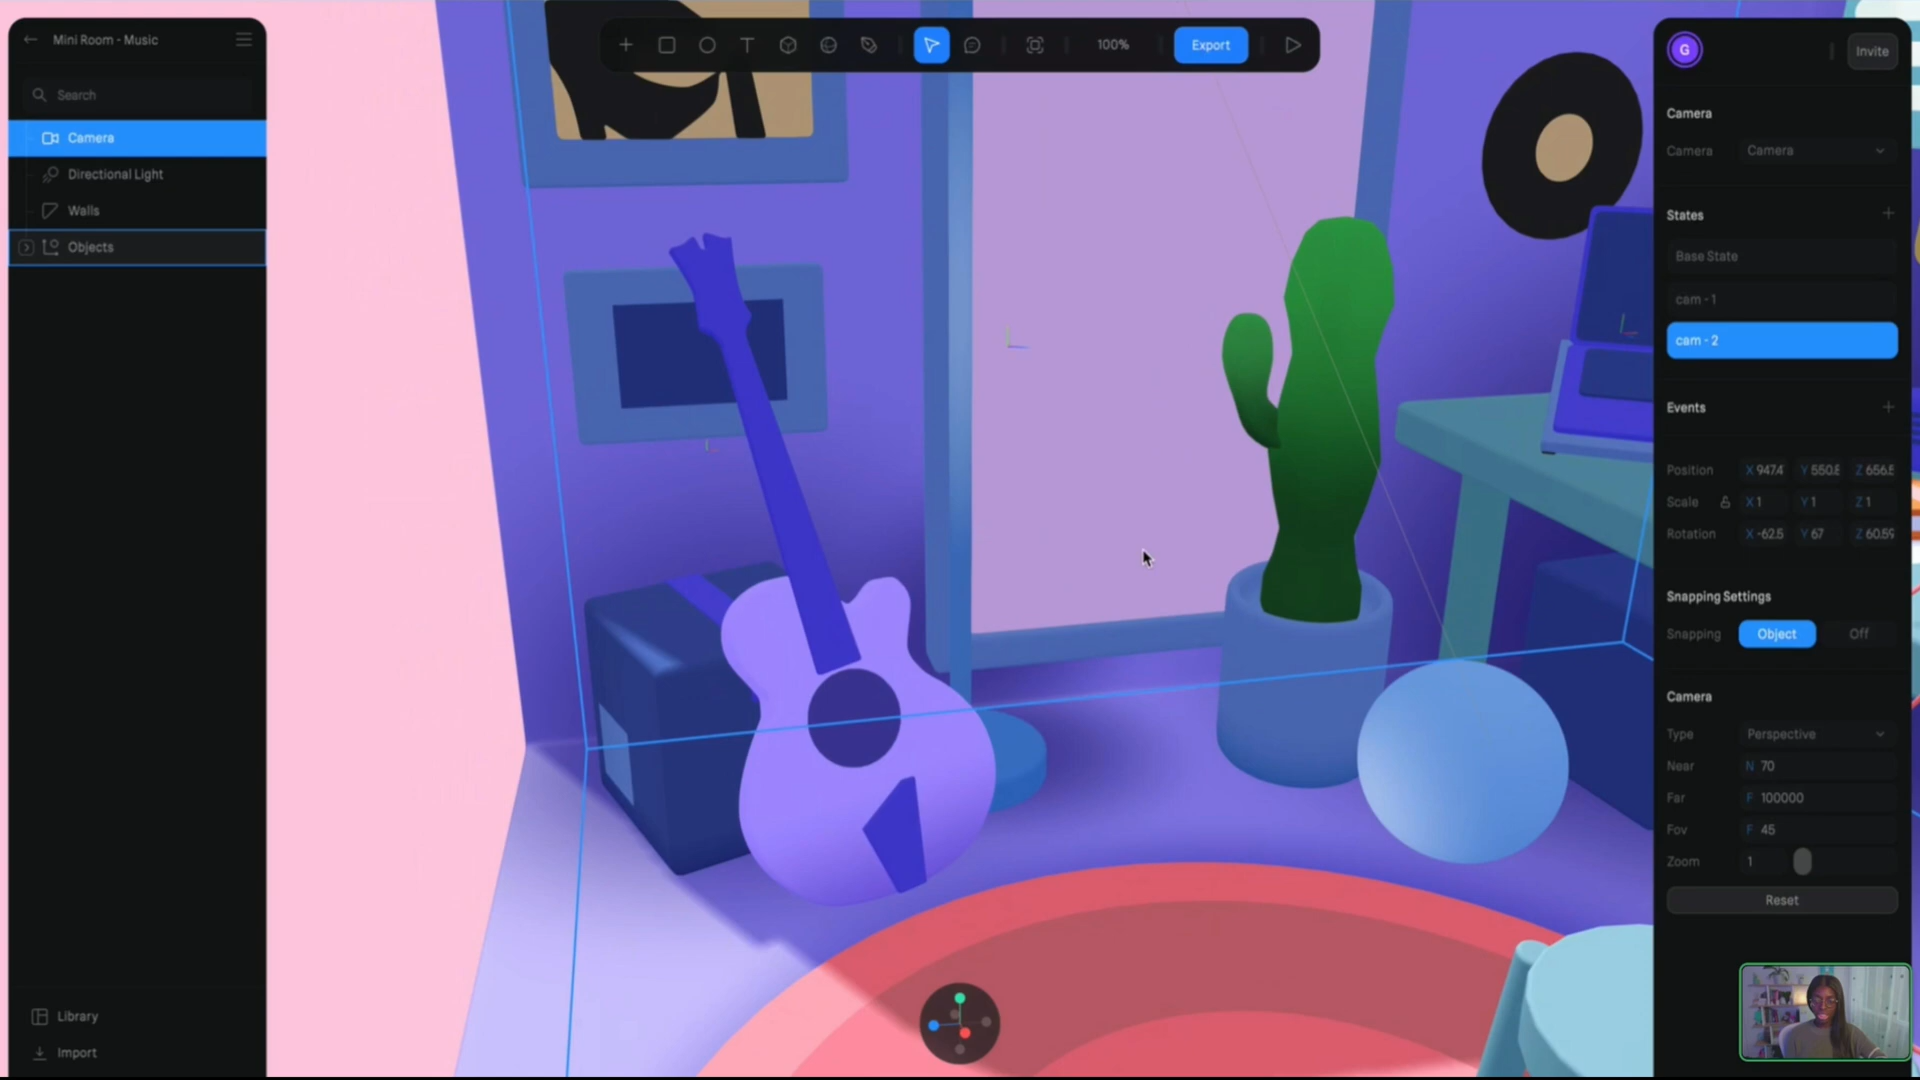 Mini Room - Music
Search
Camera
Directional Light
Walls
Objects
Library
Import
T
100%
Export
G
Invite
Camera
Camera Camera
States
Base State
cam - 1
cam - 2
Events
Position X 947.4 Y 550.8 Z 656.5
Scale X 1 Y 1 Z 1
Rotation X -62.5 Y 67 Z 60.59
Snapping Settings
Snapping Object Off
Camera
Type Perspective
Near N 70
Far F 100000
Fov F 45
Zoom 1
Reset